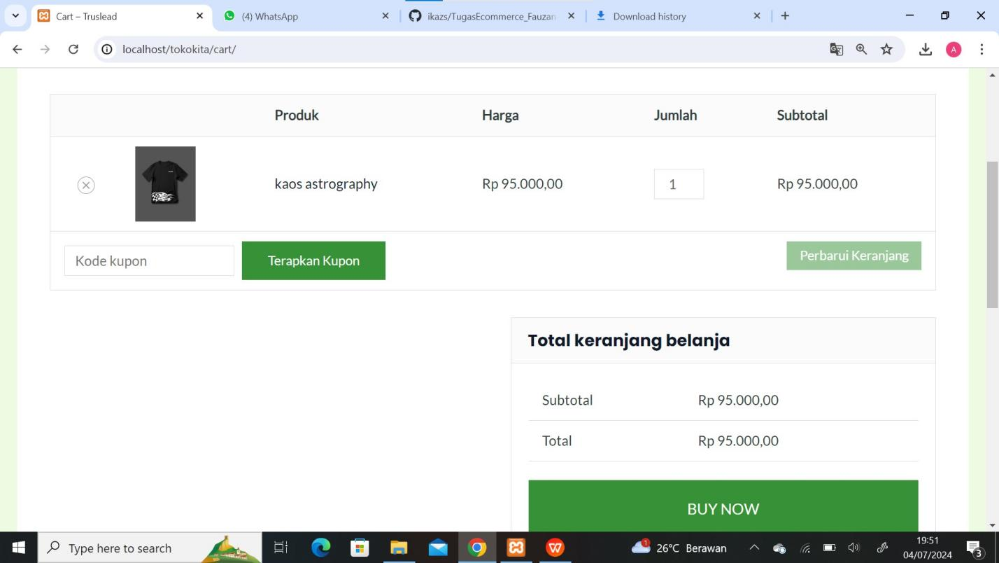 Cart – Truslead
(4) WhatsApp
ikazs/TugasEcommerce_Fauzan
Download history
localhost/tokokita/cart/
A
Produk Harga Jumlah Subtotal
kaos astrography Rp 95.000,00 1 Rp 95.000,00
Kode kupon Terapkan Kupon Perbarui Keranjang
Total keranjang belanja
Subtotal Rp 95.000,00
Total Rp 95.000,00
BUY NOW
Type here to search
1
26°C Berawan
19:51
04/07/2024
3